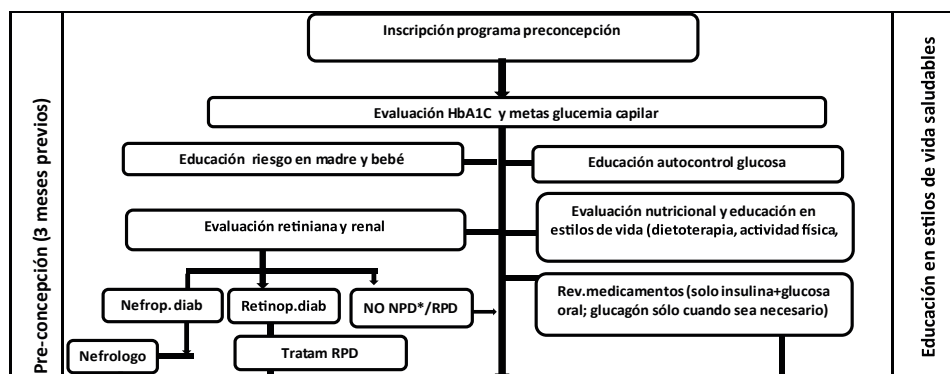 Pre-concepción (3 meses previos)
Inscripción programa preconcepción
Evaluación HbA1C y metas glucemia capilar
Educación riesgo en madre y bebé
Educación autocontrol glucosa
Evaluación retiniana y renal
Evaluación nutricional y educación en
estilos de vida (dietoterapia, actividad física,
Nefrop.diab
Retinop.diab
NO NPD*/RPD
Rev.medicamentos (solo insulina+glucosa
oral; glucagón sólo cuando sea necesario)
Nefrologo
Tratam RPD
Educación en estilos de vida saludables